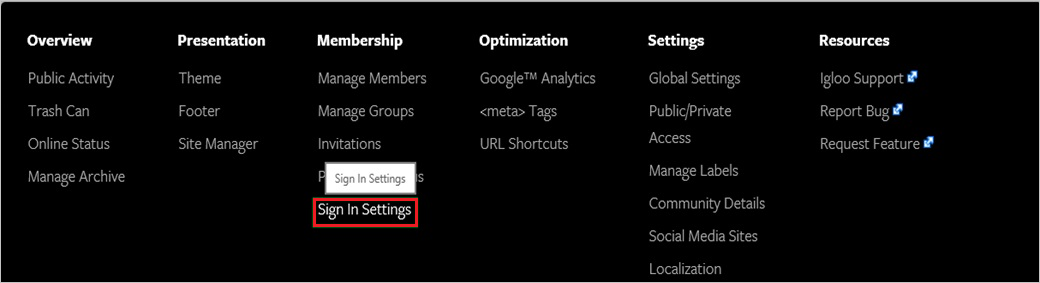 Overview
Public Activity
Trash Can
Online Status
Manage Archive
Presentation
Theme
Footer
Site Manager
Membership
Manage Members
Manage Groups
Invitations
Sign In Settings
Sign In Settings
Optimization
Google™ Analytics
<meta> Tags
URL Shortcuts
Settings
Global Settings
Public/Private
Access
Manage Labels
Community Details
Social Media Sites
Localization
Resources
Igloo Support
Report Bug
Request Feature